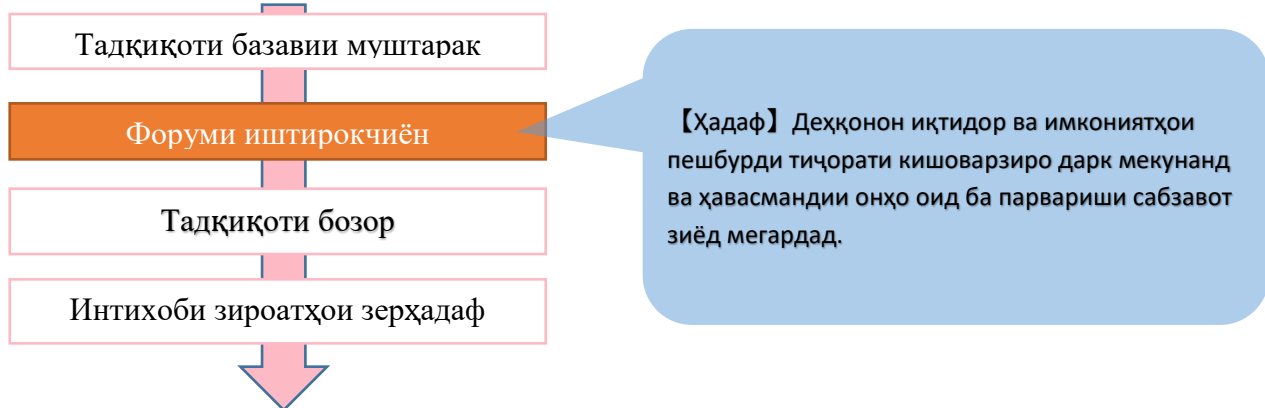 Тадқиқоти базавии муштарак
Форуми иштирокчиён
Тадқиқоти бозор
Интихоби зироатҳои зерҳадаф
【Ҳадаф】Деҳқонон иқтидор ва имкониятҳои
пешбурди тиҷорати кишоварзиро дарк мекунанд
ва ҳавасмандии онҳо оид ба парвариши сабзавот
зиёд мегардад.